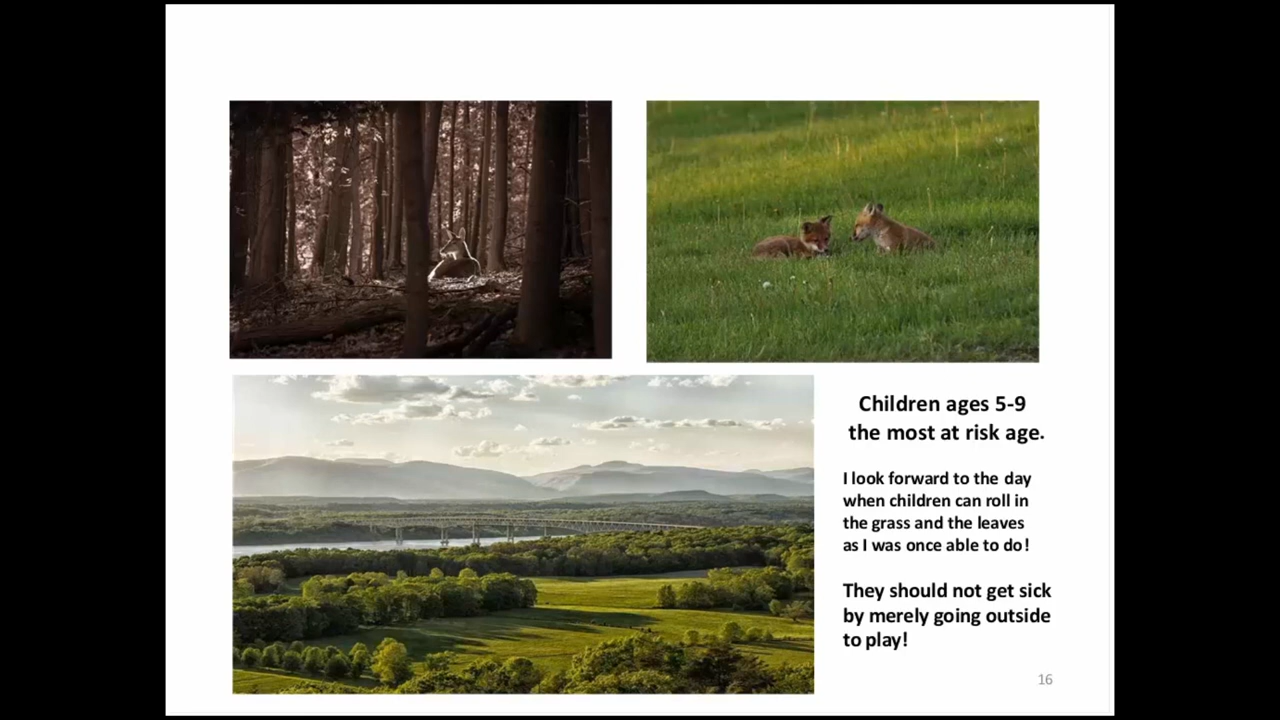 Children ages 5-9
the most at risk age.
I look forward to the day
when children can roll in
the grass and the leaves
as I was once able to do!
They should not get sick
by merely going outside
to play!
16